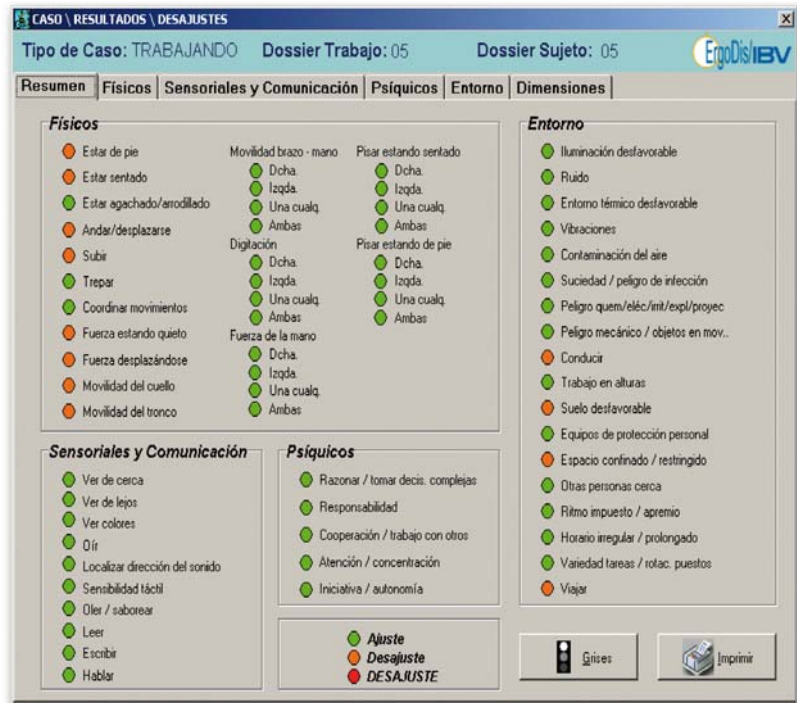 CASO \ RESULTADOS \ DESAJUSTES
Tipo de Caso: TRABAJANDO Dossier Trabajo: 05 Dossier Sujeto: 05 ErgoDis/IBV
Resumen Físicos Sensoriales y Comunicación Psíquicos Entorno Dimensiones
Físicos
Estar de pie
Estar sentado
Estar agachado/arrodillado
Andar/desplazarse
Subir
Trepar
Coordinar movimientos
Fuerza estando quieto
Fuerza desplazándose
Movilidad del cuello
Movilidad del tronco
Movilidad brazo - mano
Dcha.
Izqda.
Una cualq.
Ambas
Digitación
Dcha.
Izqda.
Una cualq.
Ambas
Fuerza de la mano
Dcha.
Izqda.
Una cualq.
Ambas
Pisar estando sentado
Dcha.
Izqda.
Una cualq.
Ambas
Pisar estando de pie
Dcha.
Izqda.
Una cualq.
Ambas
Entorno
Iluminación desfavorable
Ruido
Entorno térmico desfavorable
Vibraciones
Contaminación del aire
Suciedad / peligro de infección
Peligro quem/eléc/irrit/expl/proyec
Peligro mecánico / objetos en mov..
Conducir
Trabajo en alturas
Suelo desfavorable
Equipos de protección personal
Espacio confinado / restringido
Otras personas cerca
Ritmo impuesto / apremio
Horario irregular / prolongado
Variedad tareas / rotac. puestos
Viajar
Sensoriales y Comunicación
Ver de cerca
Ver de lejos
Ver colores
Oír
Localizar dirección del sonido
Sensibilidad táctil
Oler / saborear
Leer
Escribir
Hablar
Psíquicos
Razonar / tomar decis. complejas
Responsabilidad
Cooperación / trabajo con otros
Atención / concentración
Iniciativa / autonomía
Ajuste
Desajuste
DESAJUSTE
Grises
Imprimir